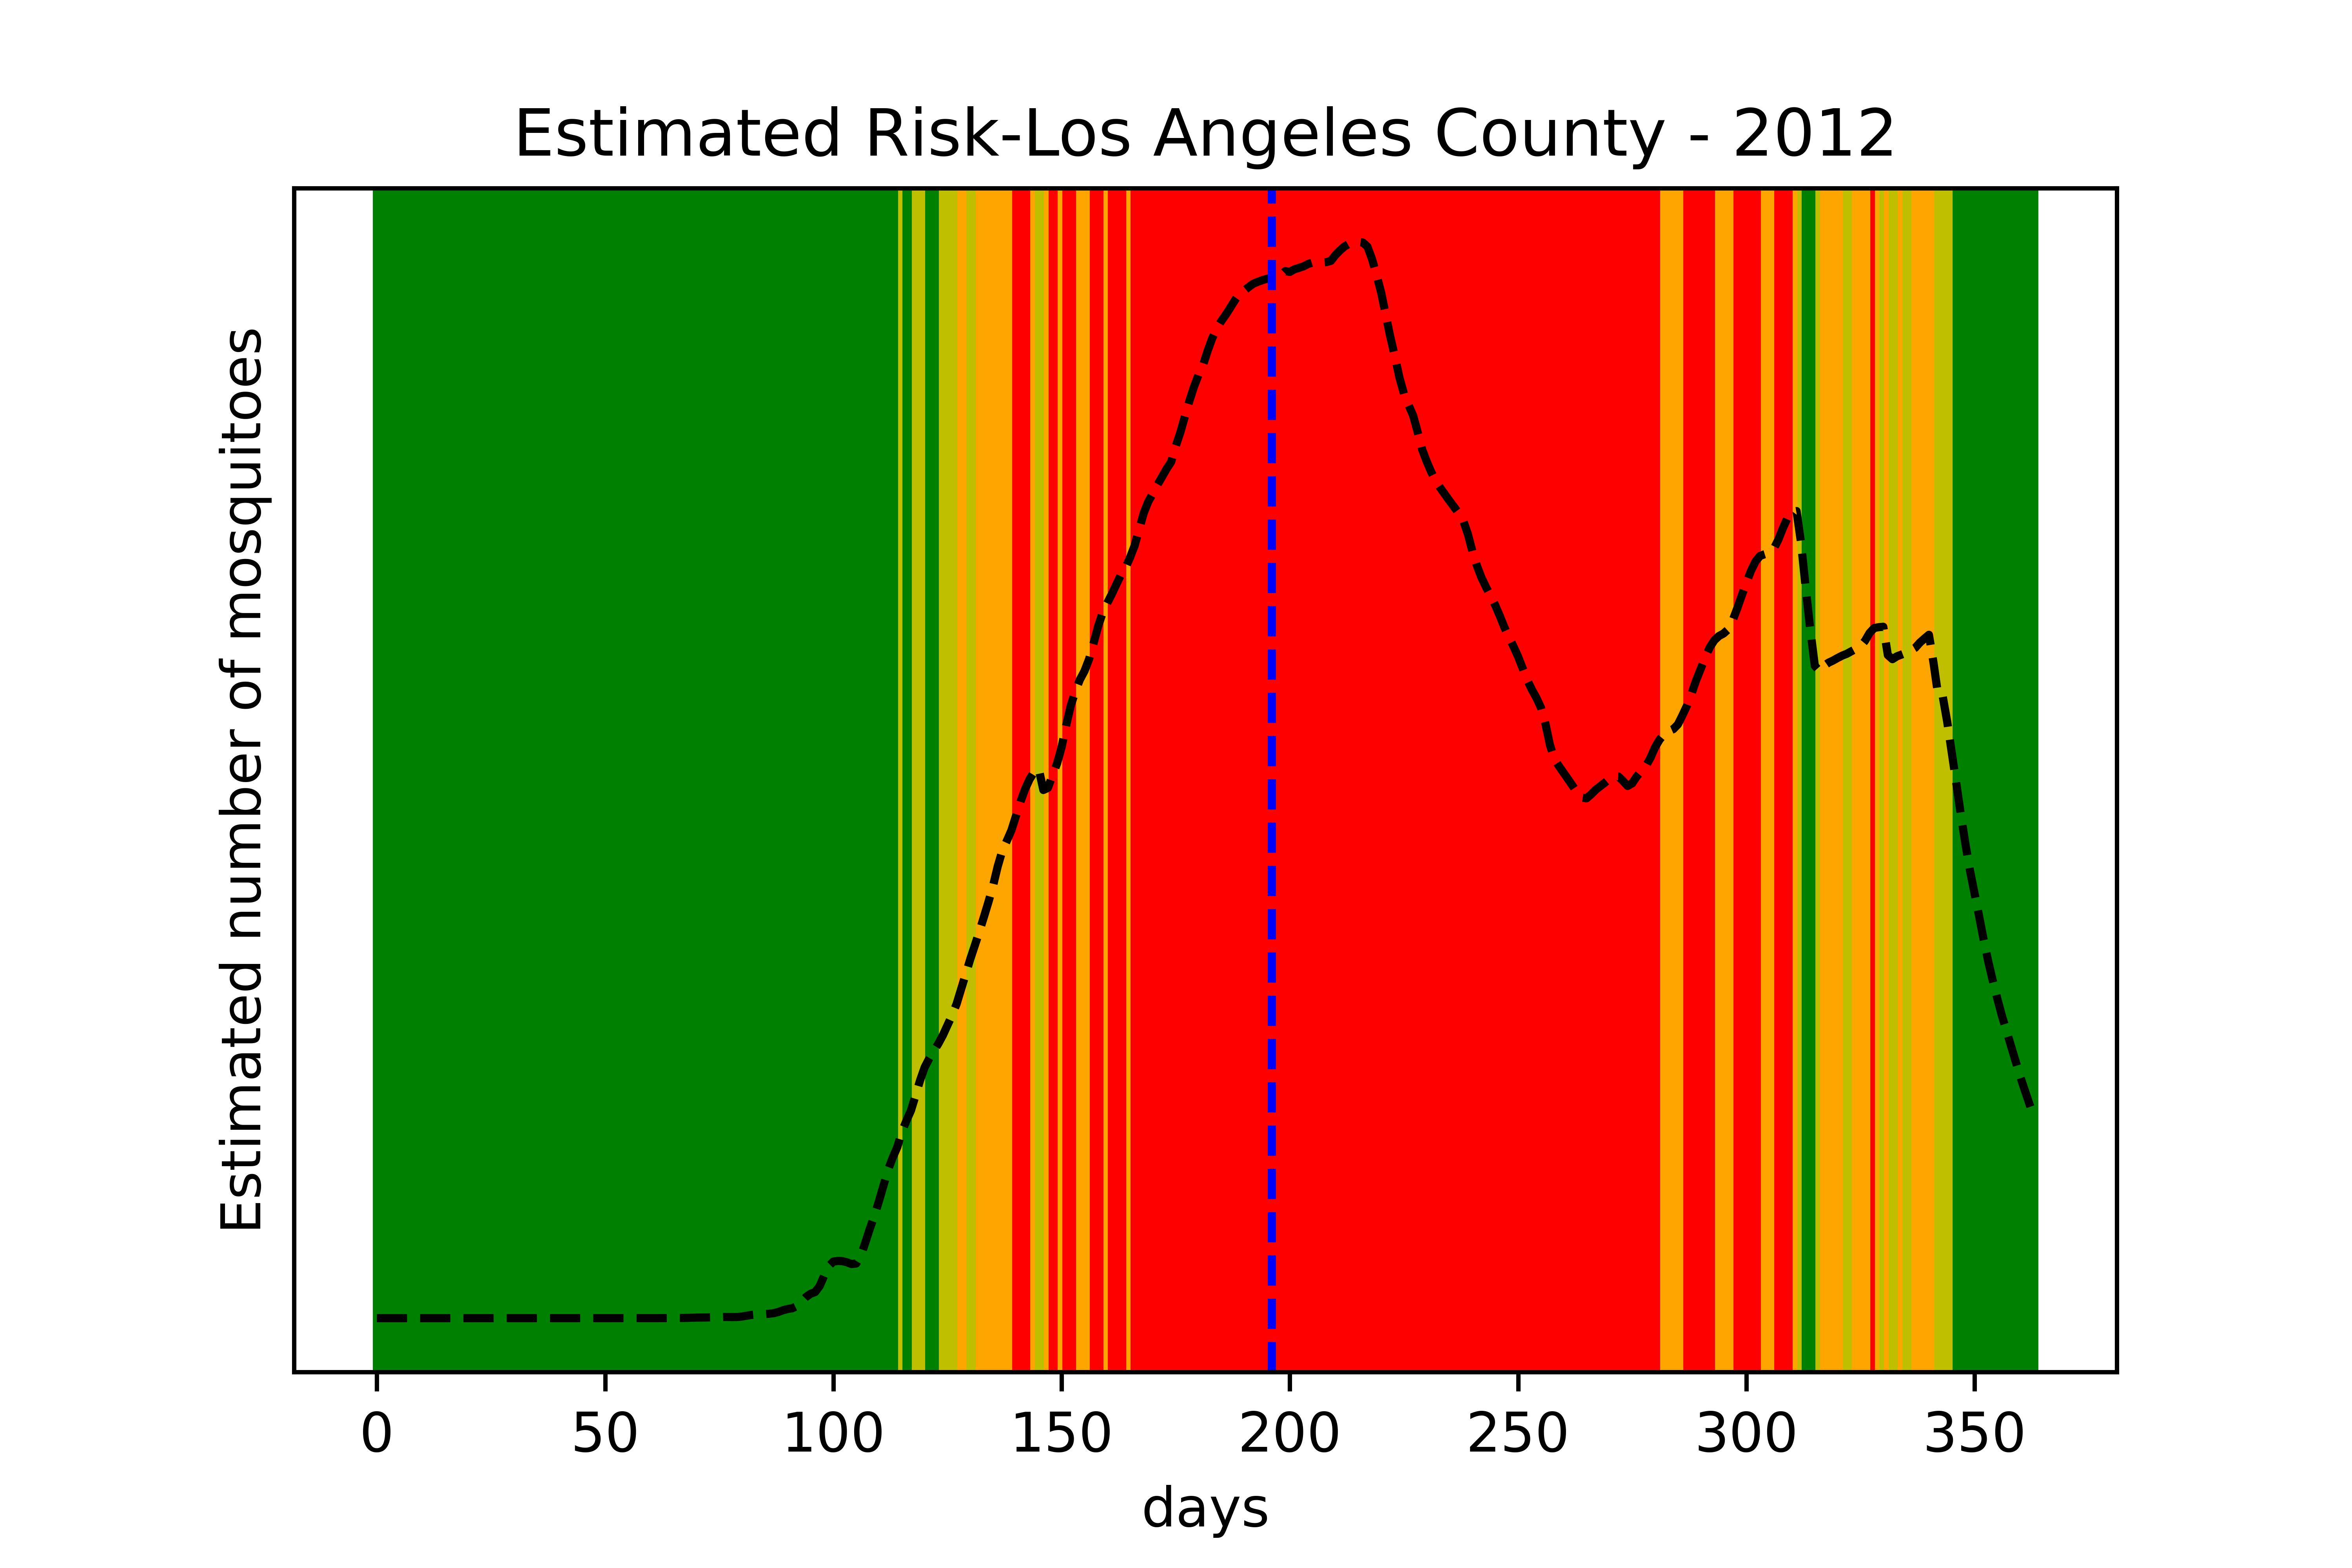 Estimated Risk-Los Angeles County - 2012
Estimated number of mosquitoes
0 50 100 150 200 250 300 350
days